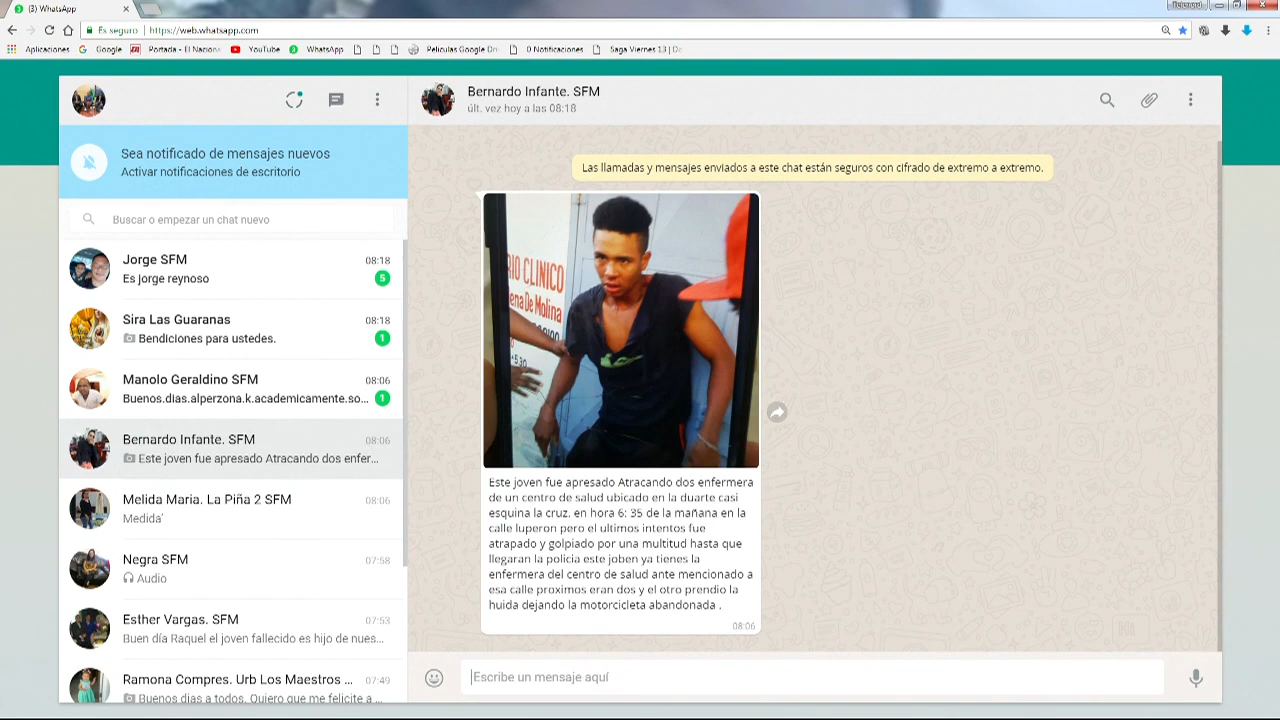 (3) WhatsApp
Telenord
Es seguro | https://web.whatsapp.com
Aplicaciones
Google
Portada - El Naciona
YouTube
WhatsApp
Peliculas Google Dri
0 Notificaciones
Saga Viernes 13 | De
Bernardo Infante. SFM
últ. vez hoy a las 08:18
Sea notificado de mensajes nuevos
Activar notificaciones de escritorio
Buscar o empezar un chat nuevo
Jorge SFM
08:18
Es jorge reynoso
5
Sira Las Guaranas
08:18
Bendiciones para ustedes.
1
Manolo Geraldino SFM
08:06
Buenos.dias.alperzona.k.academicamente.so...
1
Bernardo Infante. SFM
08:06
Este joven fue apresado Atracando dos enfer...
Melida Maria. La Piña 2 SFM
08:06
Medida'
Negra SFM
07:58
Audio
Esther Vargas. SFM
07:53
Buen día Raquel el joven fallecido es hijo de nues...
Ramona Compres. Urb Los Maestros ...
07:49
Buenos dias a todos. Quiero que me felicite a ...
Las llamadas y mensajes enviados a este chat están seguros con cifrado de extremo a extremo.
RIO CLINICO
ena De Molina
Este joven fue apresado Atracando dos enfermera
de un centro de salud ubicado en la duarte casi
esquina la cruz. en hora 6: 35 de la mañana en la
calle luperon pero el ultimos intentos fue
atrapado y golpiado por una multitud hasta que
llegaran la policia este joben ya tienes la
enfermera del centro de salud ante mencionado a
esa calle proximos eran dos y el otro prendio la
huida dejando la motorcicleta abandonada .
08:06
Escribe un mensaje aquí